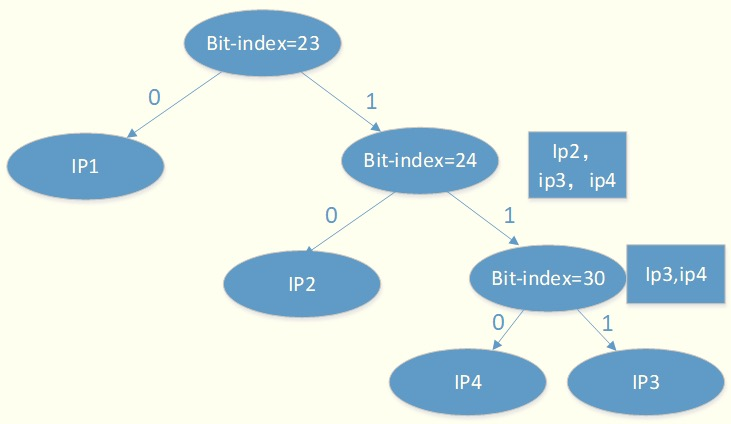 Bit-index=23
0
1
IP1
Bit-index=24
Ip2,
ip3, ip4
0
1
IP2
Bit-index=30
Ip3,ip4
0
1
IP4
IP3